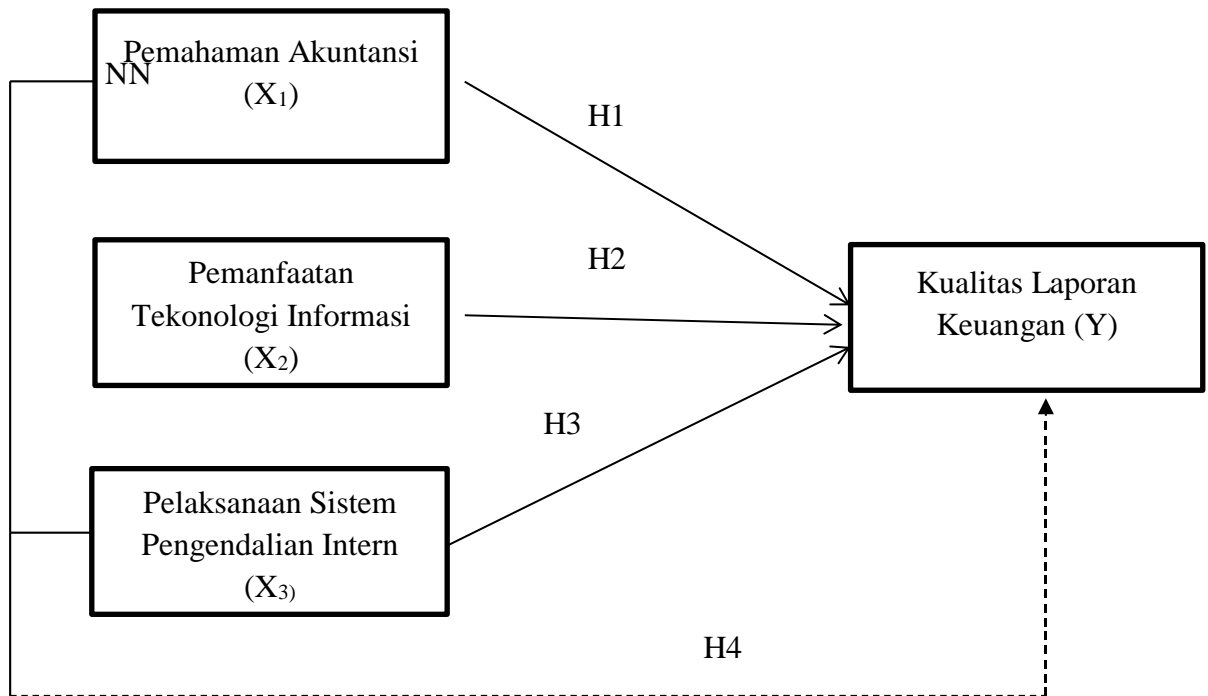 Pemahaman Akuntansi
NN
(X₁)
H1
Pemanfaatan
Tekonologi Informasi
(X₂)
H2
Kualitas Laporan
Keuangan (Y)
H3
Pelaksanaan Sistem
Pengendalian Intern
(X₃)
H4